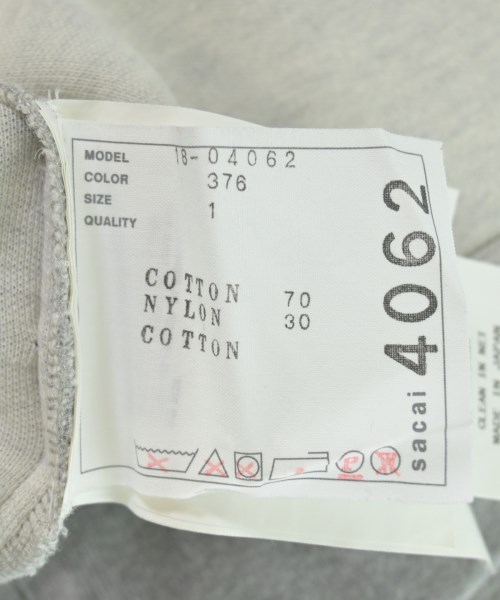 MODEL 18-04062
COLOR 376
SIZE 1
QUALITY
COTTON 70
NYLON 30
COTTON
sacai 4062
CLEAN IN NET
MADE IN JAPAN